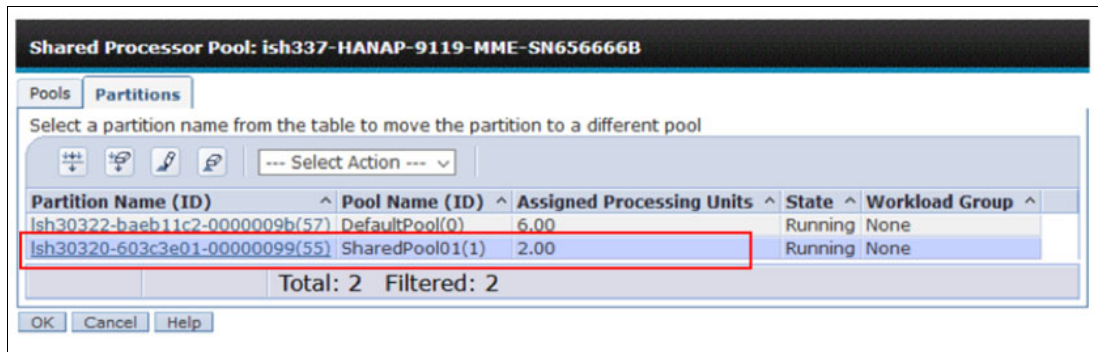 Shared Processor Pool: ish337-HANAP-9119-MME-SN656666B
Pools Partitions
Select a partition name from the table to move the partition to a different pool
--- Select Action ---
Partition Name (ID) Pool Name (ID) Assigned Processing Units State Workload Group
lsh30322-baeb11c2-0000009b(57) DefaultPool(0) 6.00 Running None
lsh30320-603c3e01-00000099(55) SharedPool01(1) 2.00 Running None
Total: 2 Filtered: 2
OK Cancel Help